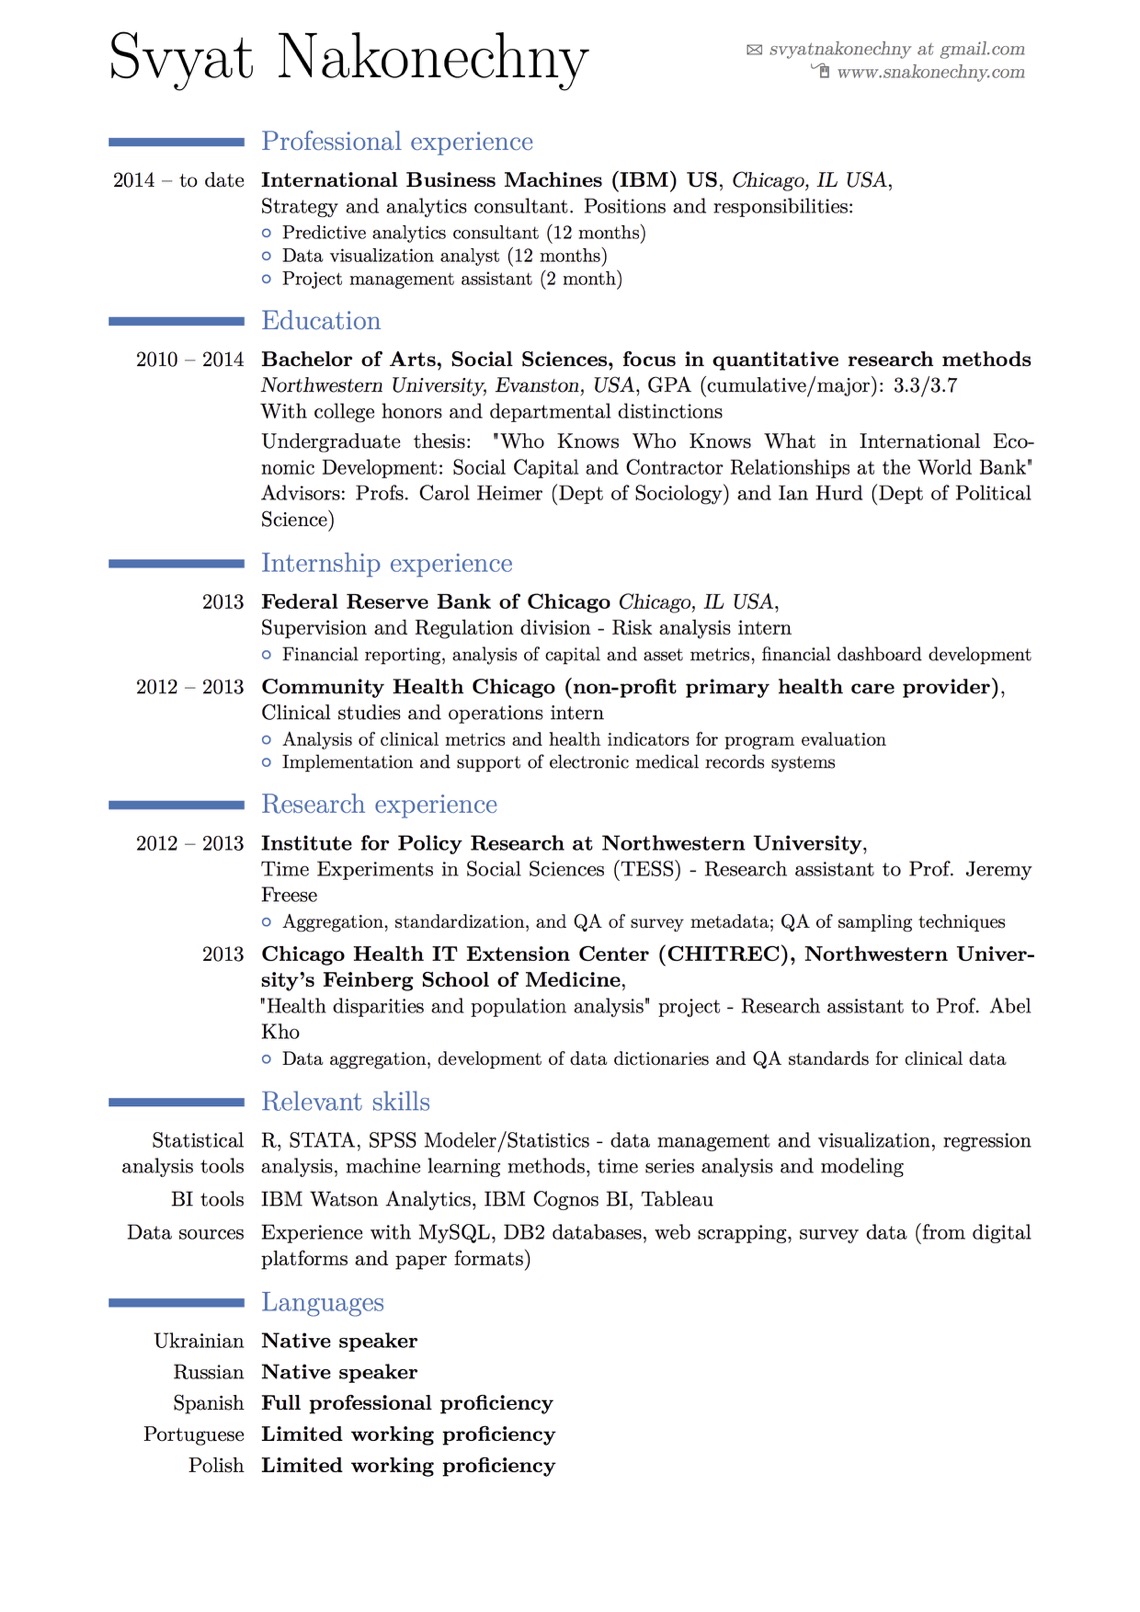 Svyat Nakonechny
svyatnakonechny at gmail.com
www.snakonechny.com
Professional experience
2014 – to date International Business Machines (IBM) US, Chicago, IL USA,
Strategy and analytics consultant. Positions and responsibilities:
Predictive analytics consultant (12 months)
Data visualization analyst (12 months)
Project management assistant (2 month)
Education
2010 – 2014 Bachelor of Arts, Social Sciences, focus in quantitative research methods
Northwestern University, Evanston, USA, GPA (cumulative/major): 3.3/3.7
With college honors and departmental distinctions
Undergraduate thesis: "Who Knows Who Knows What in International Eco-
nomic Development: Social Capital and Contractor Relationships at the World Bank"
Advisors: Profs. Carol Heimer (Dept of Sociology) and Ian Hurd (Dept of Political
Science)
Internship experience
2013 Federal Reserve Bank of Chicago Chicago, IL USA,
Supervision and Regulation division - Risk analysis intern
Financial reporting, analysis of capital and asset metrics, financial dashboard development
2012 – 2013 Community Health Chicago (non-profit primary health care provider),
Clinical studies and operations intern
Analysis of clinical metrics and health indicators for program evaluation
Implementation and support of electronic medical records systems
Research experience
2012 – 2013 Institute for Policy Research at Northwestern University,
Time Experiments in Social Sciences (TESS) - Research assistant to Prof. Jeremy
Freese
Aggregation, standardization, and QA of survey metadata; QA of sampling techniques
2013 Chicago Health IT Extension Center (CHITREC), Northwestern Univer-
sity's Feinberg School of Medicine,
"Health disparities and population analysis" project - Research assistant to Prof. Abel
Kho
Data aggregation, development of data dictionaries and QA standards for clinical data
Relevant skills
Statistical R, STATA, SPSS Modeler/Statistics - data management and visualization, regression
analysis tools analysis, machine learning methods, time series analysis and modeling
BI tools IBM Watson Analytics, IBM Cognos BI, Tableau
Data sources Experience with MySQL, DB2 databases, web scrapping, survey data (from digital
platforms and paper formats)
Languages
Ukrainian Native speaker
Russian Native speaker
Spanish Full professional proficiency
Portuguese Limited working proficiency
Polish Limited working proficiency